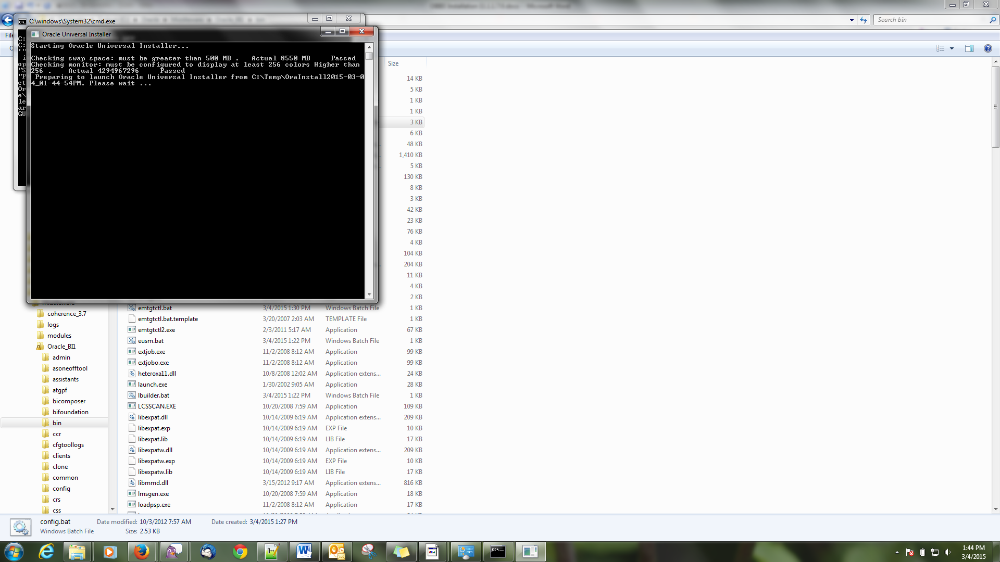 C:\windows\System32\cmd.exe
Search bin
File
Oracle Universal Installer
Starting Oracle Universal Installer...
Checking swap space: must be greater than 500 MB .   Actual 8550 MB     Passed
Checking monitor: must be configured to display at least 256 colors Higher than
256 .    Actual 4294967296     Passed
Preparing to launch Oracle Universal Installer from C:\Temp\OraInstall2015-03-0
4_01-44-54PM. Please wait ...
Size
14 KB
5 KB
1 KB
1 KB
3 KB
6 KB
48 KB
1,410 KB
5 KB
130 KB
8 KB
3 KB
42 KB
23 KB
76 KB
4 KB
104 KB
204 KB
11 KB
4 KB
2 KB
coherence_3.7
logs
modules
Oracle_BI1
admin
asoneofftool
assistants
atgpf
bicomposer
bifoundation
bin
ccr
cfgtoollogs
clients
clone
common
config
crs
css
emtgtctl.bat 3/4/2015 1:30 PM Windows Batch File 1 KB
emtgtctl.bat.template 3/20/2007 2:03 AM TEMPLATE File 1 KB
emtgtctl2.exe 2/3/2011 5:17 AM Application 67 KB
eusm.bat 3/4/2015 1:22 PM Windows Batch File 1 KB
extjob.exe 11/2/2008 8:12 AM Application 99 KB
extjobo.exe 11/2/2008 8:12 AM Application 99 KB
heteroxa11.dll 10/8/2008 12:02 AM Application extens... 24 KB
launch.exe 1/30/2002 9:05 AM Application 28 KB
lbuilder.bat 3/4/2015 1:22 PM Windows Batch File 1 KB
LCSSCAN.EXE 10/20/2008 7:59 AM Application 109 KB
libexpat.dll 10/14/2009 6:19 AM Application extens... 209 KB
libexpat.exp 10/14/2009 6:19 AM EXP File 10 KB
libexpat.lib 10/14/2009 6:19 AM LIB File 17 KB
libexpatw.dll 10/14/2009 6:19 AM Application extens... 209 KB
libexpatw.exp 10/14/2009 6:19 AM EXP File 10 KB
libexpatw.lib 10/14/2009 6:19 AM LIB File 17 KB
libmmd.dll 3/15/2012 9:17 AM Application extens... 816 KB
lmsgen.exe 10/20/2008 7:59 AM Application 18 KB
loadpsp.exe 11/2/2008 8:12 AM Application 17 KB
config.bat Date modified: 10/3/2012 7:57 AM Date created: 3/4/2015 1:27 PM
Windows Batch File Size: 2.53 KB
1:44 PM
3/4/2015